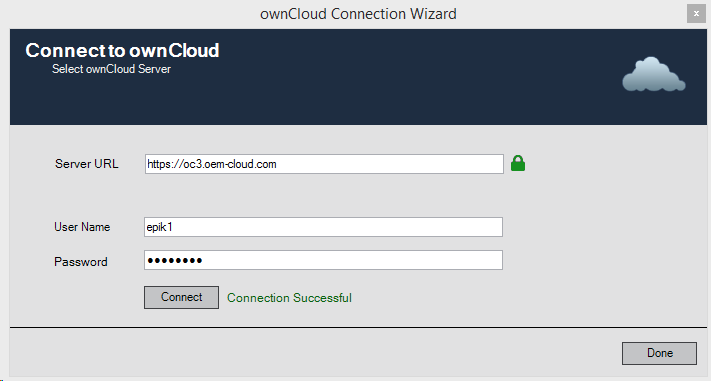 ownCloud Connection Wizard
x
Connect to ownCloud
Select ownCloud Server
Server URL https://oc3.oem-cloud.com
User Name epik1
Password ••••••••
Connect Connection Successful
Done